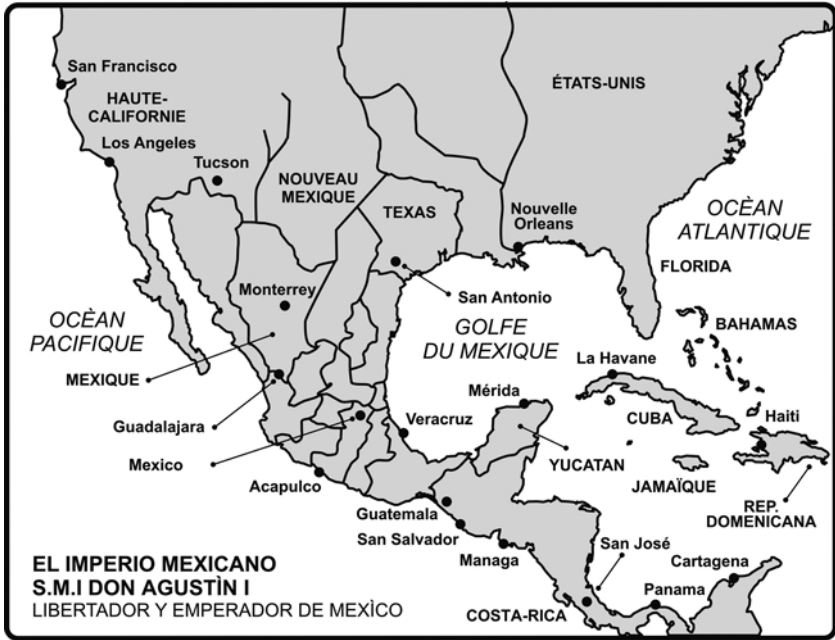 San Francisco
HAUTE-
CALIFORNIE
Los Angeles
Tucson
NOUVEAU
MEXIQUE
TEXAS
ÉTATS-UNIS
Nouvelle
Orleans
OCÈAN
ATLANTIQUE
FLORIDA
San Antonio
Monterrey
OCÈAN
PACIFIQUE
GOLFE
DU MEXIQUE
BAHAMAS
MEXIQUE
La Havane
Mérida
Guadalajara
Veracruz
CUBA
Haiti
Mexico
YUCATAN
JAMAÏQUE
Acapulco
REP.
DOMENICANA
Guatemala
San Salvador
Managa
San José
Cartagena
Panama
COSTA-RICA
EL IMPERIO MEXICANO
S.M.I DON AGUSTÌN I
LIBERTADOR Y EMPERADOR DE MEXÌCO